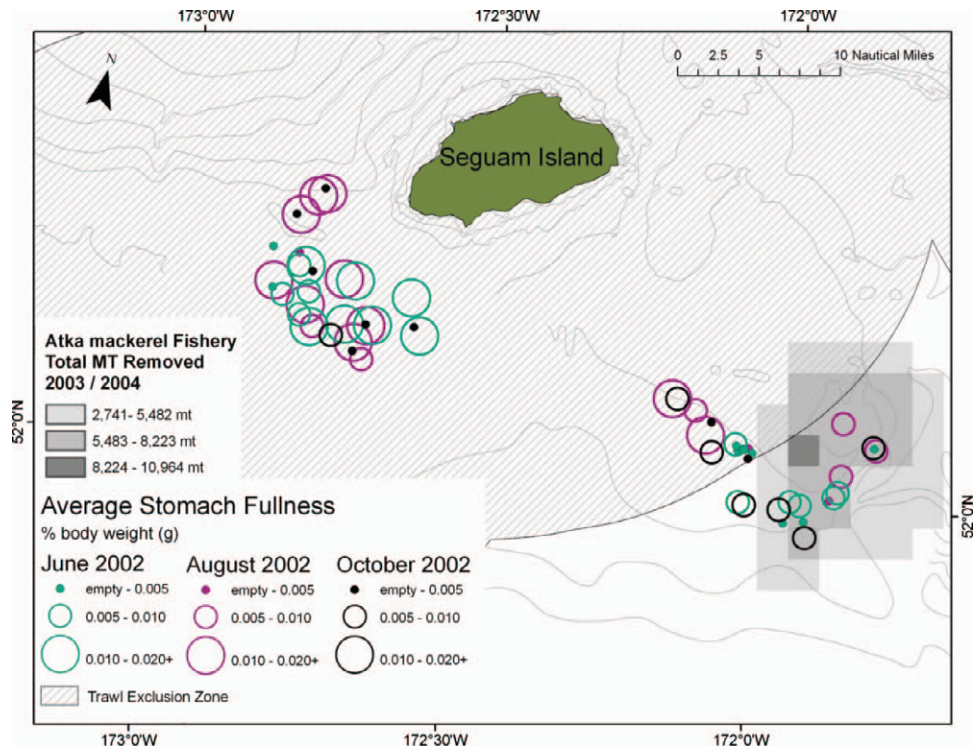 173°0'W 172°30'W 172°0'W
N
0 2.5 5 10 Nautical Miles
Seguam Island
Atka mackerel Fishery
Total MT Removed
2003 / 2004
2,741- 5,482 mt
5,483 - 8,223 mt
8,224 - 10,964 mt
52°0'N
52°0'N
Average Stomach Fullness
% body weight (g)
June 2002 August 2002 October 2002
empty - 0.005 empty - 0.005 empty - 0.005
0.005 - 0.010 0.005 - 0.010 0.005 - 0.010
0.010 - 0.020+ 0.010 - 0.020+ 0.010 - 0.020+
Trawl Exclusion Zone
173°0'W 172°30'W 172°0'W